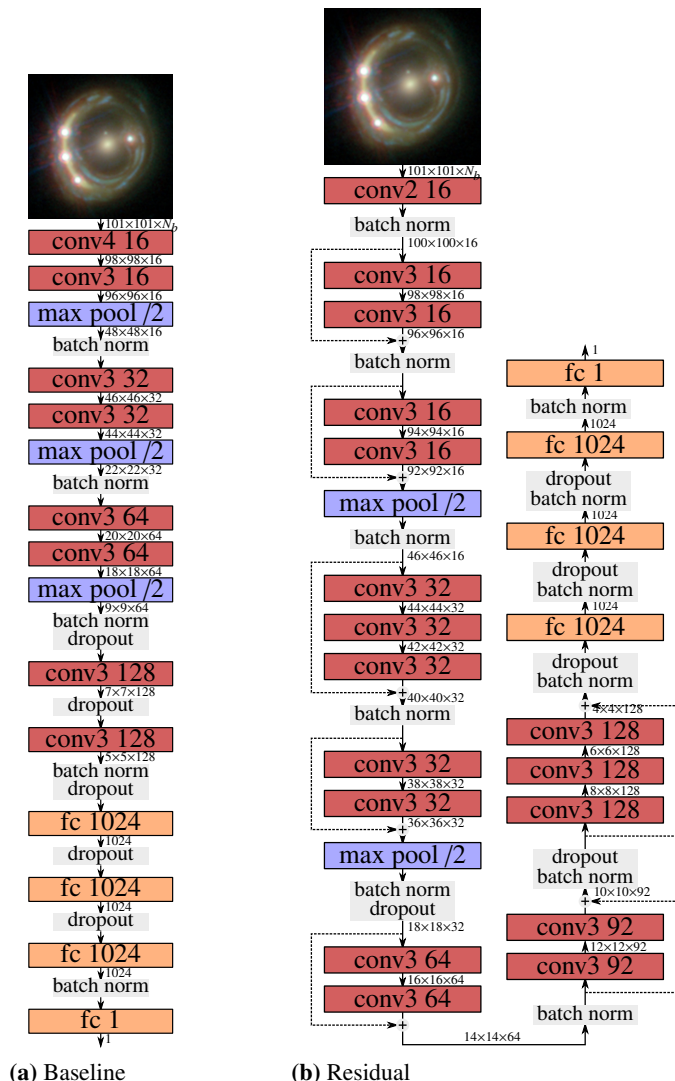 101×101×N_b
conv4 16
98×98×16
conv3 16
96×96×16
max pool /2
48×48×16
batch norm
conv3 32
46×46×32
conv3 32
44×44×32
max pool /2
22×22×32
batch norm
conv3 64
20×20×64
conv3 64
18×18×64
max pool /2
9×9×64
batch norm
dropout
conv3 128
7×7×128
dropout
conv3 128
5×5×128
batch norm
dropout
fc 1024
1024
dropout
fc 1024
1024
dropout
fc 1024
1024
batch norm
fc 1
1
(a) Baseline
101×101×N_b
conv2 16
batch norm
100×100×16
conv3 16
98×98×16
conv3 16
96×96×16
+
batch norm
conv3 16
94×94×16
conv3 16
92×92×16
+
max pool /2
batch norm
46×46×16
conv3 32
44×44×32
conv3 32
42×42×32
conv3 32
+
40×40×32
batch norm
conv3 32
38×38×32
conv3 32
36×36×32
+
max pool /2
batch norm
dropout
18×18×32
conv3 64
16×16×64
conv3 64
+
14×14×64
1
fc 1
batch norm
1024
fc 1024
dropout
batch norm
1024
fc 1024
dropout
batch norm
1024
fc 1024
dropout
batch norm
+
4×4×128
conv3 128
6×6×128
conv3 128
8×8×128
conv3 128
dropout
batch norm
+
10×10×92
conv3 92
12×12×92
conv3 92
batch norm
(b) Residual